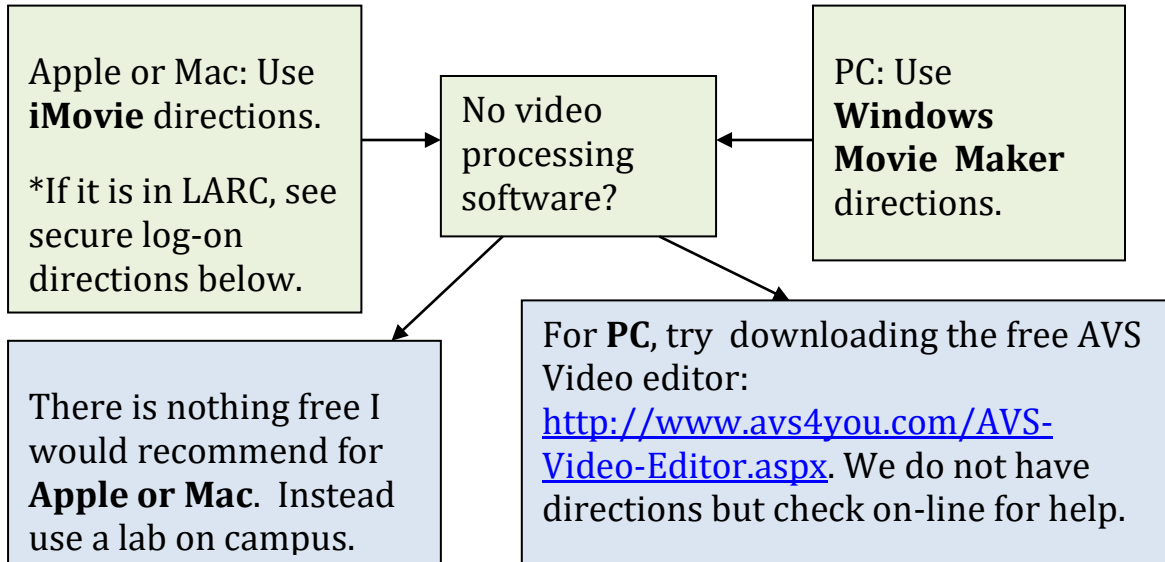 Apple or Mac: Use
iMovie directions.
*If it is in LARC, see
secure log-on
directions below.
No video
processing
software?
PC: Use
Windows
Movie Maker
directions.
There is nothing free I
would recommend for
Apple or Mac. Instead
use a lab on campus.
For PC, try downloading the free AVS
Video editor:
http://www.avs4you.com/AVS-
Video-Editor.aspx. We do not have
directions but check on-line for help.